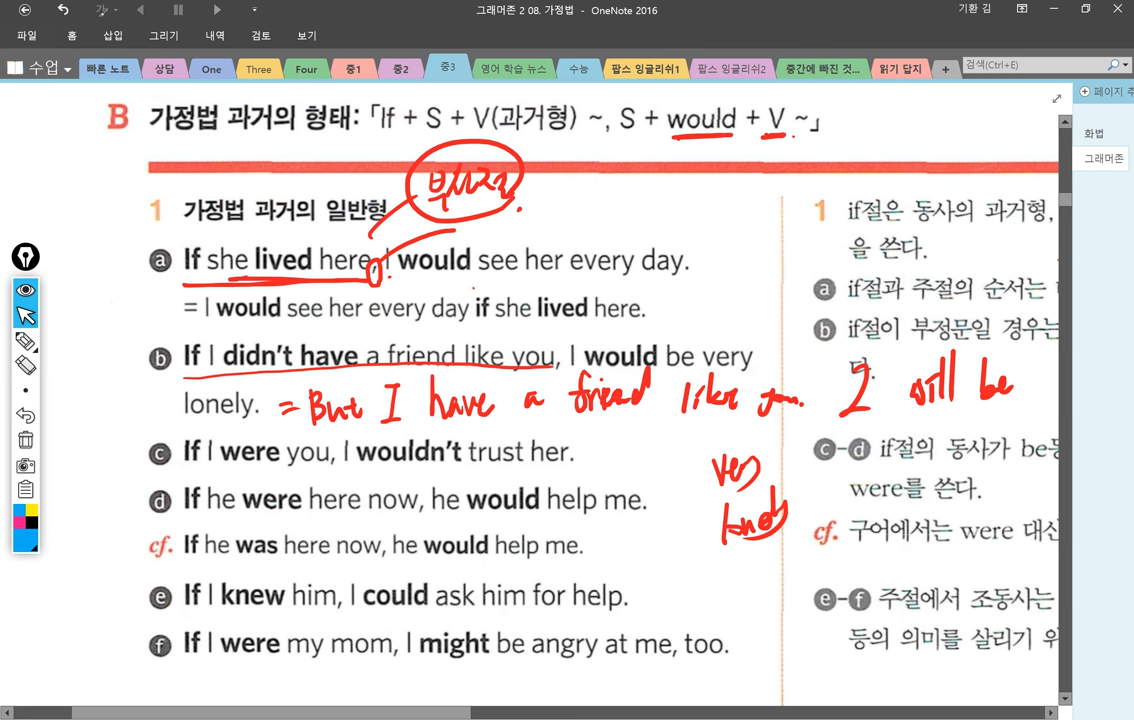 그래머존 2 08. 가정법 - OneNote 2016
기환 김
파일 홈 삽입 그리기 내역 검토 보기
수업 빠른 노트 상담 One Three Four 중1 중2 중3 영어 학습 뉴스 수능 팝스 잉글리쉬1 팝스 잉글리쉬2 중간에 빠진 것... 읽기 답지 + 검색(Ctrl+E)
페이지 추
화법
그래머존
B 가정법 과거의 형태: 「If + S + V(과거형) ~, S + would + V ~」
부사절
1 가정법 과거의 일반형
ⓐ If she lived here, I would see her every day.
= I would see her every day if she lived here.
ⓑ If I didn't have a friend like you, I would be very
lonely.
= But I have a friend like you. I will be
very
ⓒ If I were you, I wouldn't trust her.
ⓓ If he were here now, he would help me.
cf. If he was here now, he would help me.
ⓔ If I knew him, I could ask him for help.
ⓕ If I were my mom, I might be angry at me, too.
1 if절은 동사의 과거형,
을 쓴다.
ⓐ if절과 주절의 순서는
ⓑ if절이 부정문일 경우는
다.
ⓒ-ⓓ if절의 동사가 be동
were를 쓴다.
cf. 구어에서는 were 대신
ⓔ-ⓕ 주절에서 조동사는
등의 의미를 살리기 위